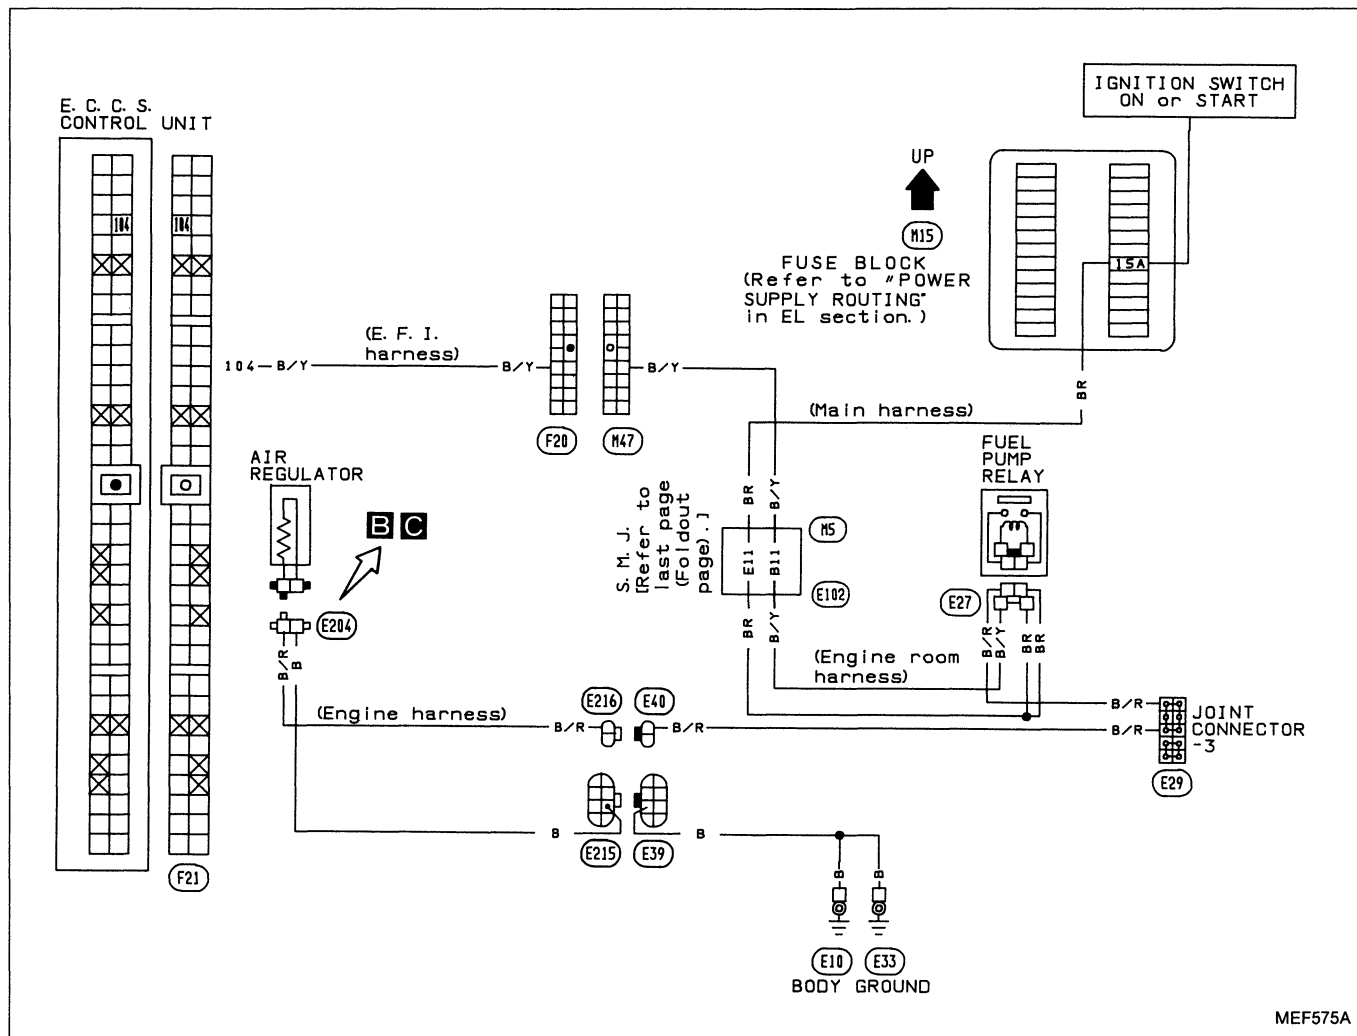 E. C. C. S.
CONTROL UNIT
104
104
F21
IGNITION SWITCH
ON or START
UP
M15
FUSE BLOCK
(Refer to "POWER
SUPPLY ROUTING"
in EL section.)
15A
BR
(E. F. I.
harness)
104
B/Y
B/Y
B/Y
F20
M47
(Main harness)
AIR
REGULATOR
B C
E204
B/R
B
S. M. J.
[Refer to
last page
(Foldout
page).]
BR
B/Y
M5
E11
B11
E102
BR
B/Y
FUEL
PUMP
RELAY
E27
B/R
B/Y
BR
BR
(Engine room
harness)
(Engine harness)
B/R
E216
E40
B/R
B/R
B/R
JOINT
CONNECTOR
-3
E29
B
E215
E39
B
B
B
E10
E33
BODY GROUND
MEF575A